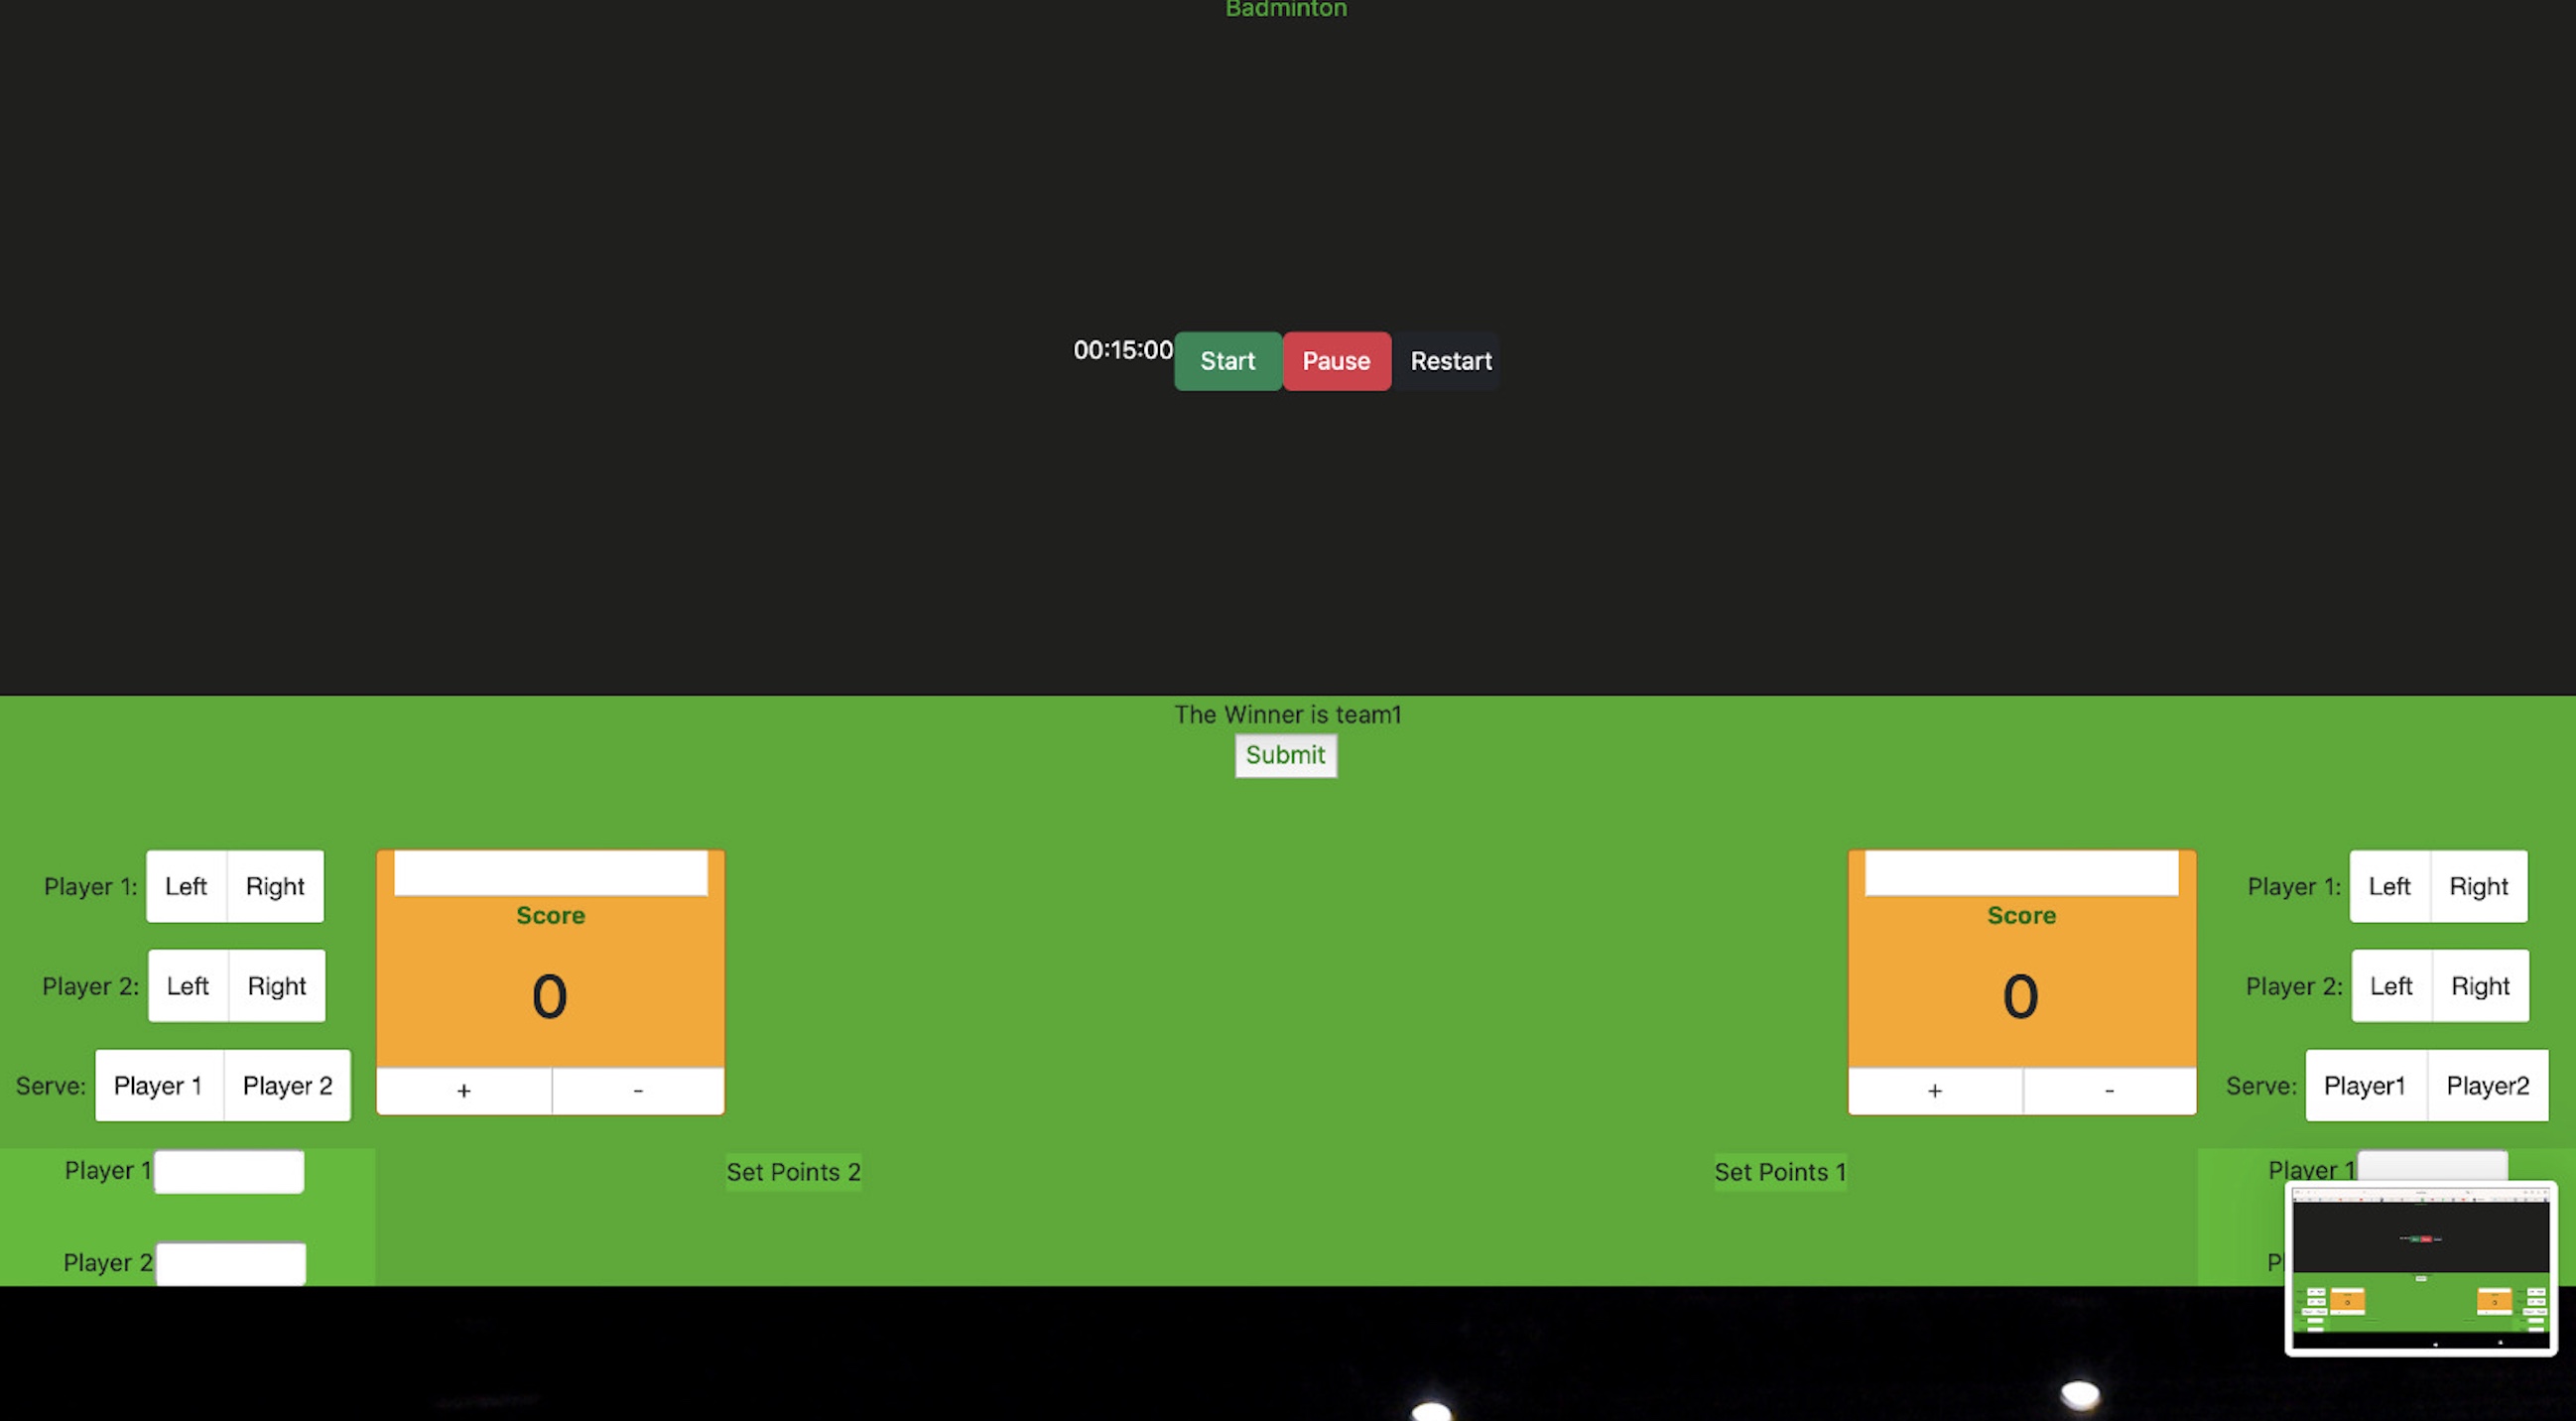 Badminton
00:15:00 Start Pause Restart
The Winner is team1
Submit
Player 1: Left Right
Score
0
+ -
Player 2: Left Right
Serve: Player 1 Player 2
Score
0
+ -
Player 1: Left Right
Player 2: Left Right
Serve: Player1 Player2
Player 1
Player 2
Set Points 2
Set Points 1
Player 1